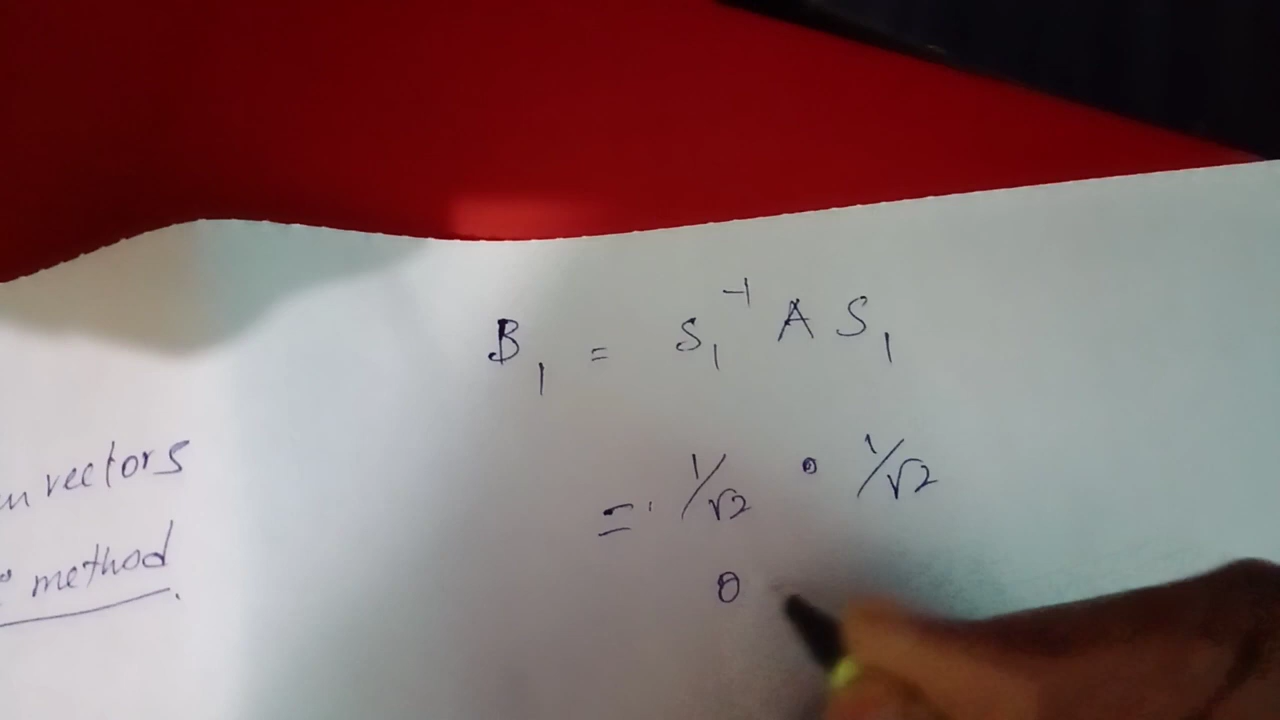 B₁ = S₁⁻¹ A S₁
vectors
= 1/√2 0 1/√2
method
0